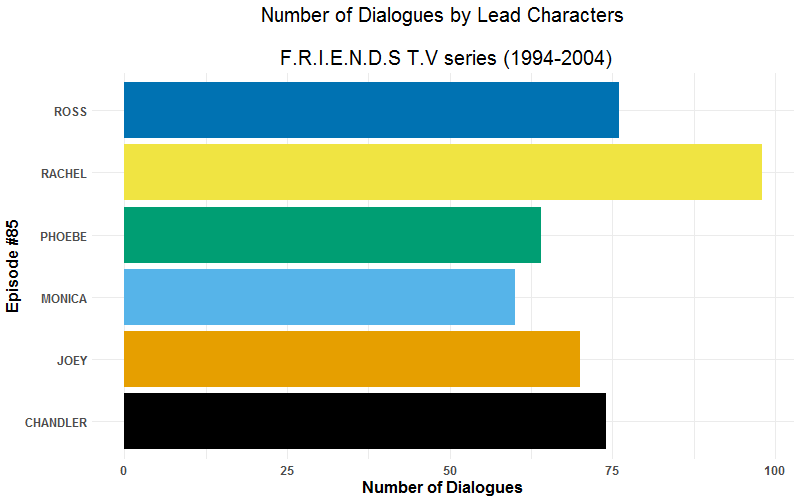 Number of Dialogues by Lead Characters
F.R.I.E.N.D.S T.V series (1994-2004)
Episode #85
ROSS
RACHEL
PHOEBE
MONICA
JOEY
CHANDLER
0 25 50 75 100
Number of Dialogues